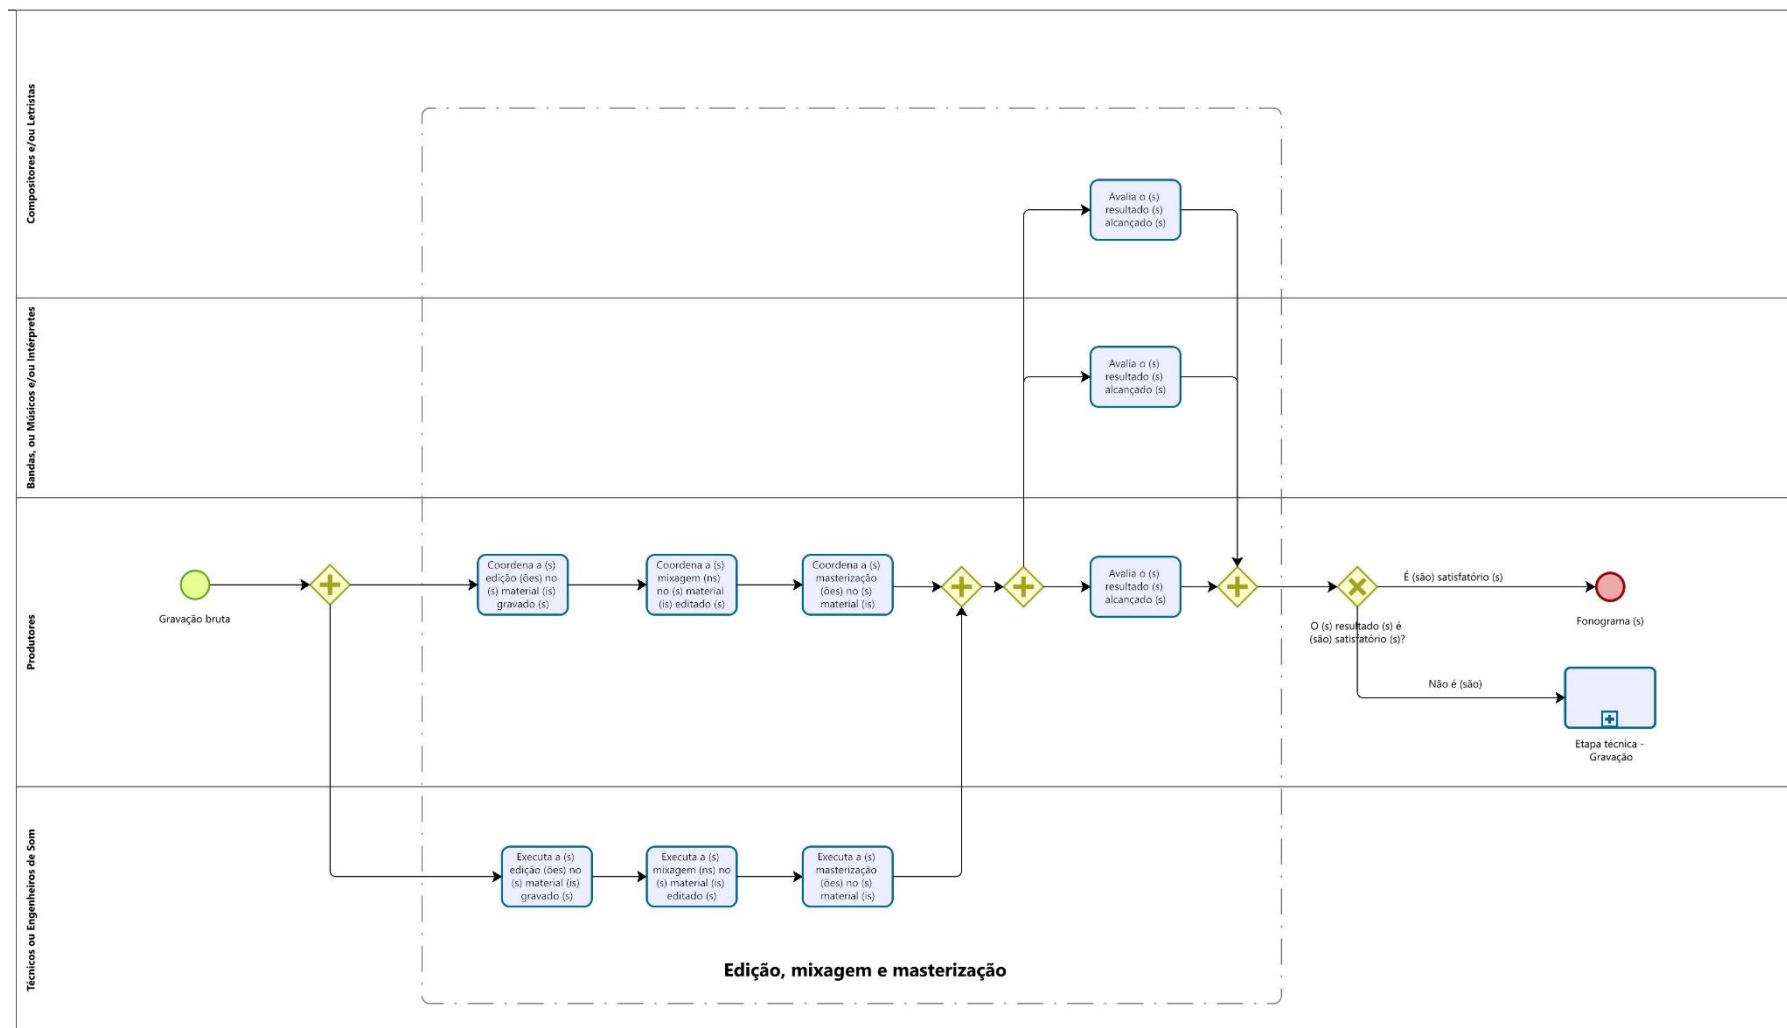 Compositores e/ou Letristas
Avalia o (s)
resultado (s)
alcançado (s)
Bandas, ou Músicos e/ou Intérpretes
Avalia o (s)
resultado (s)
alcançado (s)
Produtores
Gravação bruta
Coordena a (s)
edição (ões) no
(s) material (is)
gravado (s)
Coordena a (s)
mixagem (ns)
no (s) material
(is) editado (s)
Coordena a (s)
masterização
(ões) no (s)
material (is)
Avalia o (s)
resultado (s)
alcançado (s)
O (s) resultado (s) é
(são) satisfatório (s)?
É (são) satisfatório (s)
Fonograma (s)
Não é (são)
Etapa técnica -
Gravação
Técnicos ou Engenheiros de Som
Executa a (s)
edição (ões) no
(s) material (is)
gravado (s)
Executa a (s)
mixagem (ns) no
(s) material (is)
editado (s)
Executa a (s)
masterização
(ões) no (s)
material (is)
Edição, mixagem e masterização